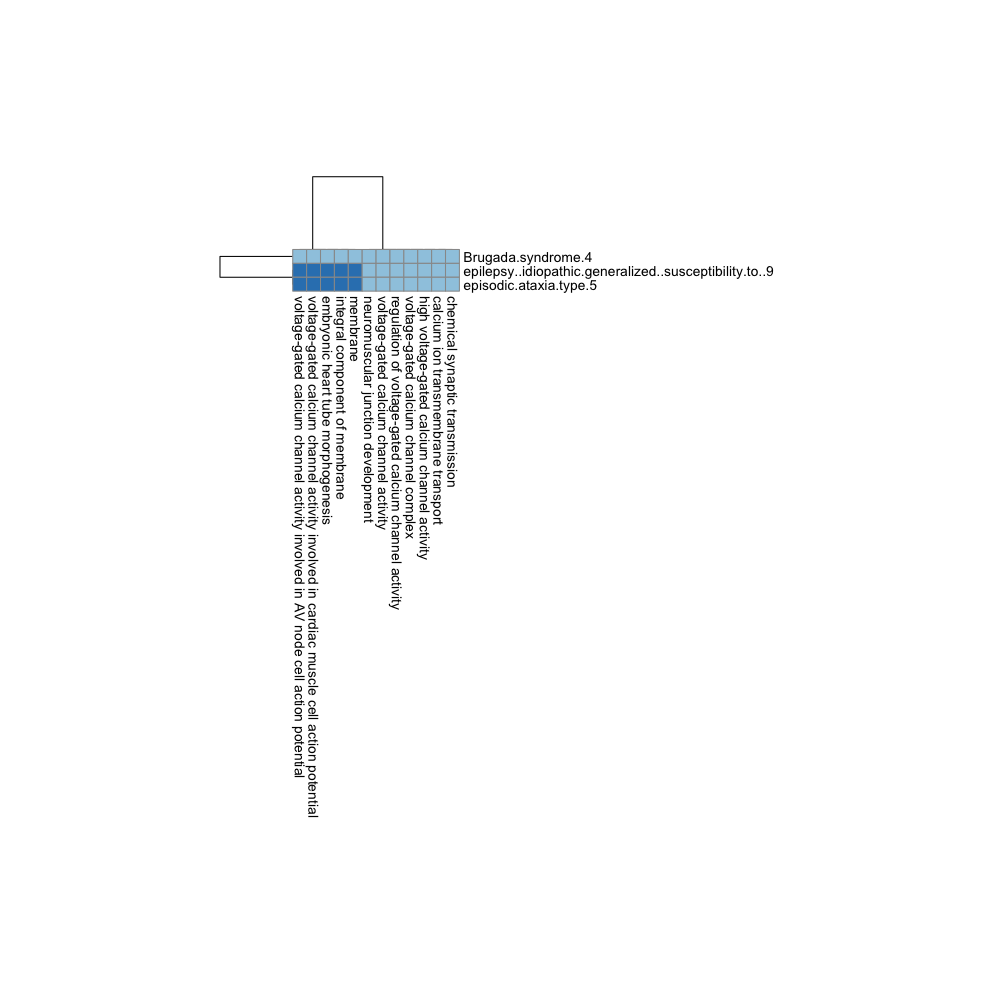 Brugada.syndrome.4
epilepsy..idiopathic.generalized..susceptibility.to..9
episodic.ataxia.type.5
voltage-gated calcium channel activity involved in AV node cell action potential
voltage-gated calcium channel activity involved in cardiac muscle cell action potential
embryonic heart tube morphogenesis
integral component of membrane
membrane
neuromuscular junction development
voltage-gated calcium channel activity
regulation of voltage-gated calcium channel activity
voltage-gated calcium channel complex
high voltage-gated calcium channel activity
calcium ion transmembrane transport
chemical synaptic transmission